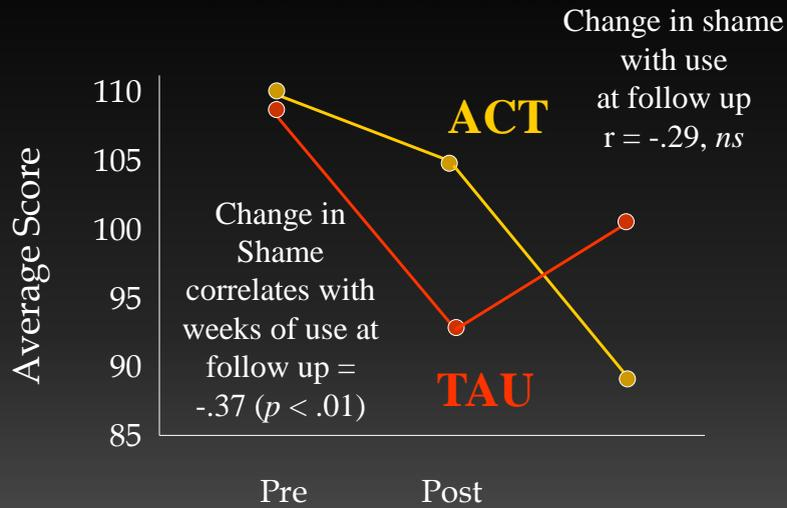 Change in shame
with use
at follow up
r = -.29, ns
110
105
100
95
90
85
Average Score
ACT
Change in
Shame
correlates with
weeks of use at
follow up =
-.37 (p < .01)
TAU
Pre
Post